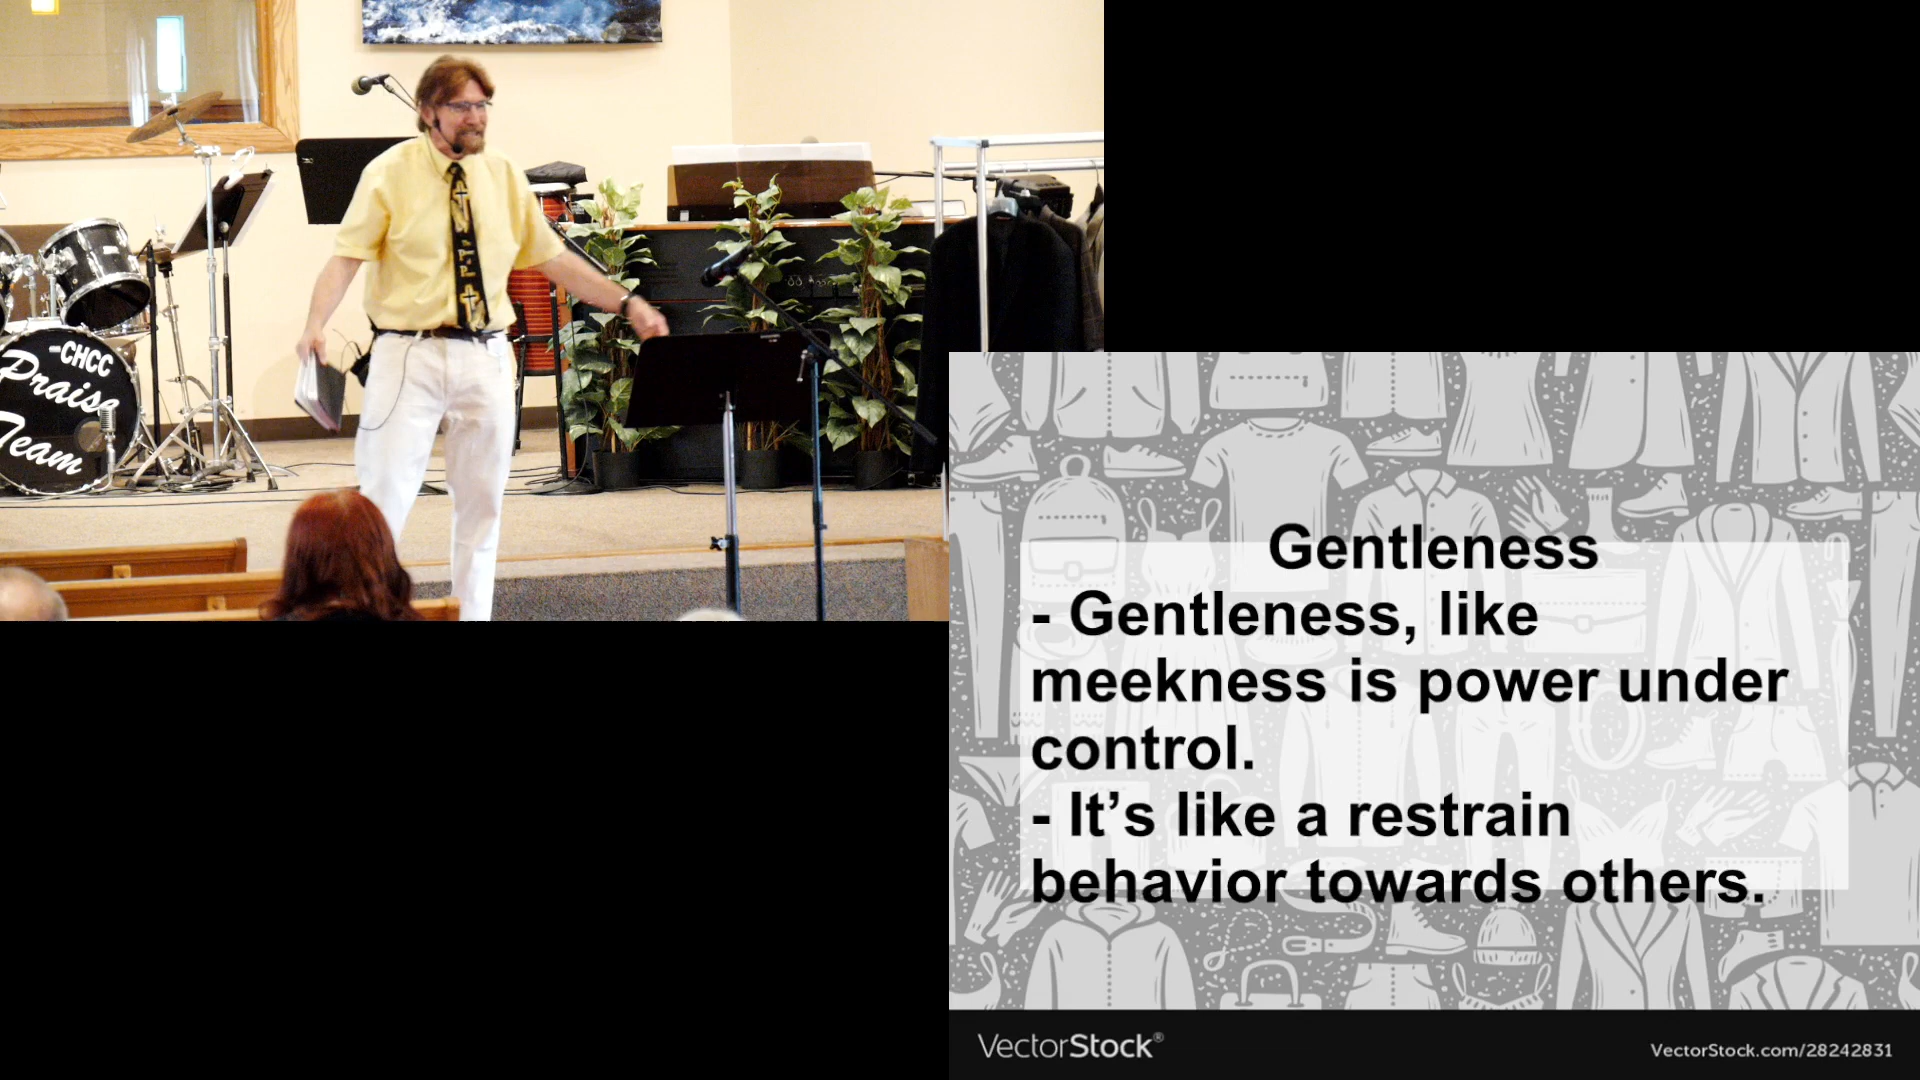 CHCC
Praise
Team
Gentleness
- Gentleness, like
meekness is power under
control.
- It’s like a restrain
behavior towards others.
VectorStock®
VectorStock.com/28242831